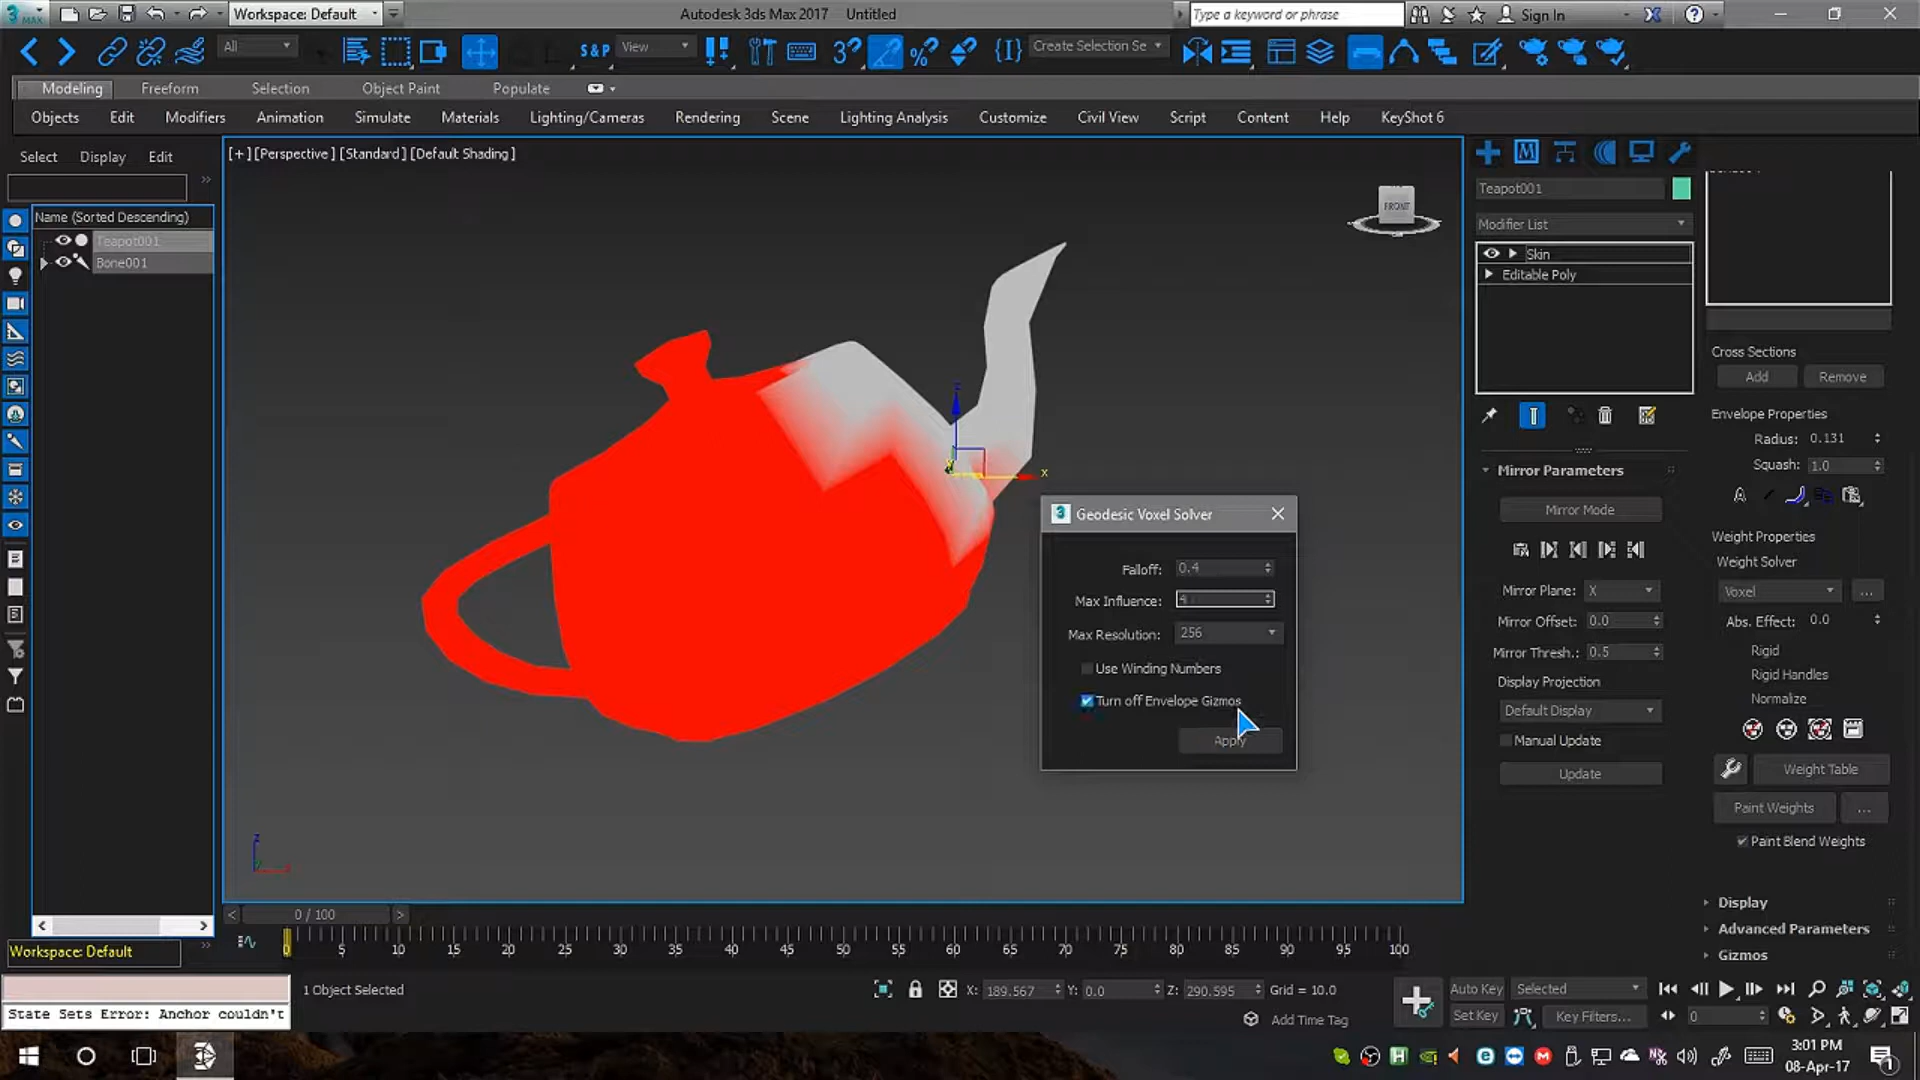 MAX
Workspace: Default
Autodesk 3ds Max 2017 Untitled
Type a keyword or phrase
Sign In
All
S&P
View
Create Selection Se
Modeling
Freeform
Selection
Object Paint
Populate
Objects
Edit
Modifiers
Animation
Simulate
Materials
Lighting/Cameras
Rendering
Scene
Lighting Analysis
Customize
Civil View
Script
Content
Help
KeyShot 6
Select
Display
Edit
[+] [Perspective ] [Standard ] [Default Shading ]
FRONT
Name (Sorted Descending)
Teapot001
Bone001
z
x
Geodesic Voxel Solver
Falloff: 0.4
Max Influence: 4
Max Resolution: 256
Use Winding Numbers
Turn off Envelope Gizmos
Apply
Teapot001
Modifier List
Skin
Editable Poly
Mirror Parameters
Mirror Mode
Mirror Plane: X
Mirror Offset: 0.0
Mirror Thresh.: 0.5
Display Projection
Default Display
Manual Update
Update
Cross Sections
Add
Remove
Envelope Properties
Radius: 0.131
Squash: 1.0
Weight Properties
Weight Solver
Voxel
...
Abs. Effect: 0.0
Rigid
Rigid Handles
Normalize
Weight Table
Paint Weights
...
Paint Blend Weights
Display
Advanced Parameters
Gizmos
0 / 100
0 5 10 15 20 25 30 35 40 45 50 55 60 65 70 75 80 85 90 95 100
Workspace: Default
State Sets Error: Anchor couldn't
1 Object Selected
X: 189.567
Y: 0.0
Z: 290.595
Grid = 10.0
Add Time Tag
Auto Key
Selected
Set Key
Key Filters...
0
3:01 PM
08-Apr-17